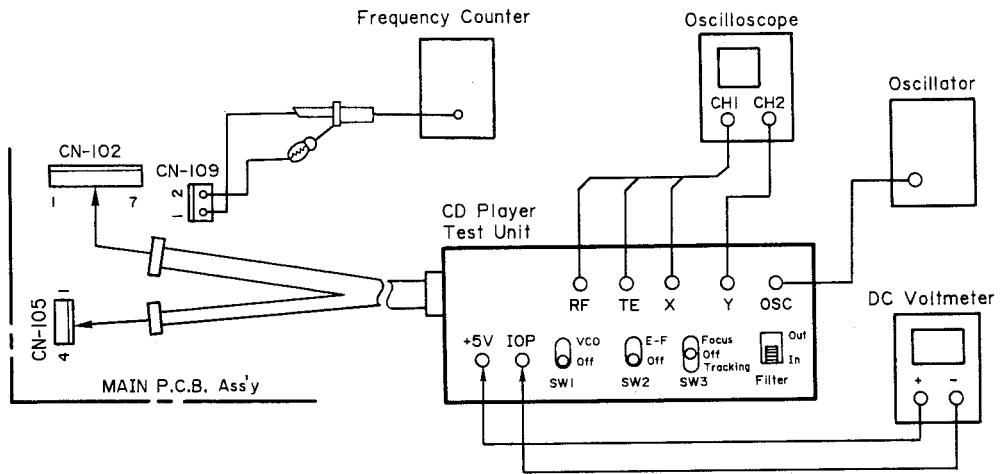 Frequency Counter
Oscilloscope
CH1 CH2
Oscillator
CN-102
1 7
CN-109
1 2
CD Player
Test Unit
RF TE X Y OSC
CN-105
1
4
DC Voltmeter
+ -
+5V IOP
VCO
Off
SW1
E-F
Off
SW2
Focus
Off
Tracking
SW3
Out
In
Filter
MAIN P.C.B. Ass'y